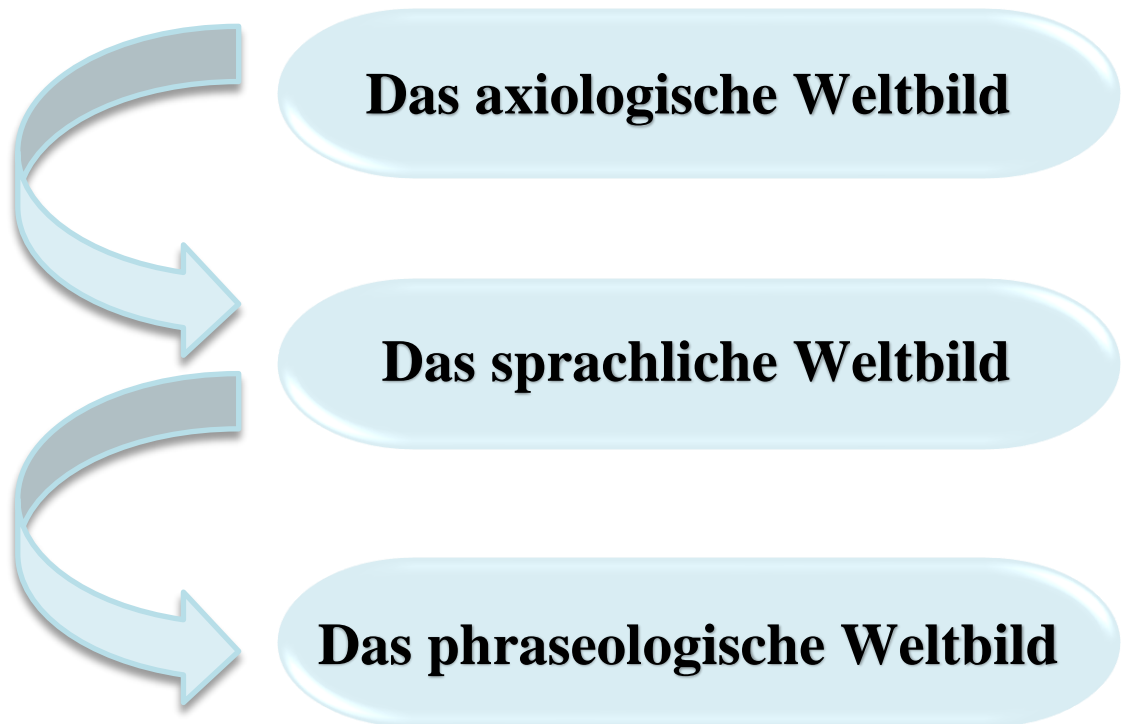 Das axiologische Weltbild
Das sprachliche Weltbild
Das phraseologische Weltbild